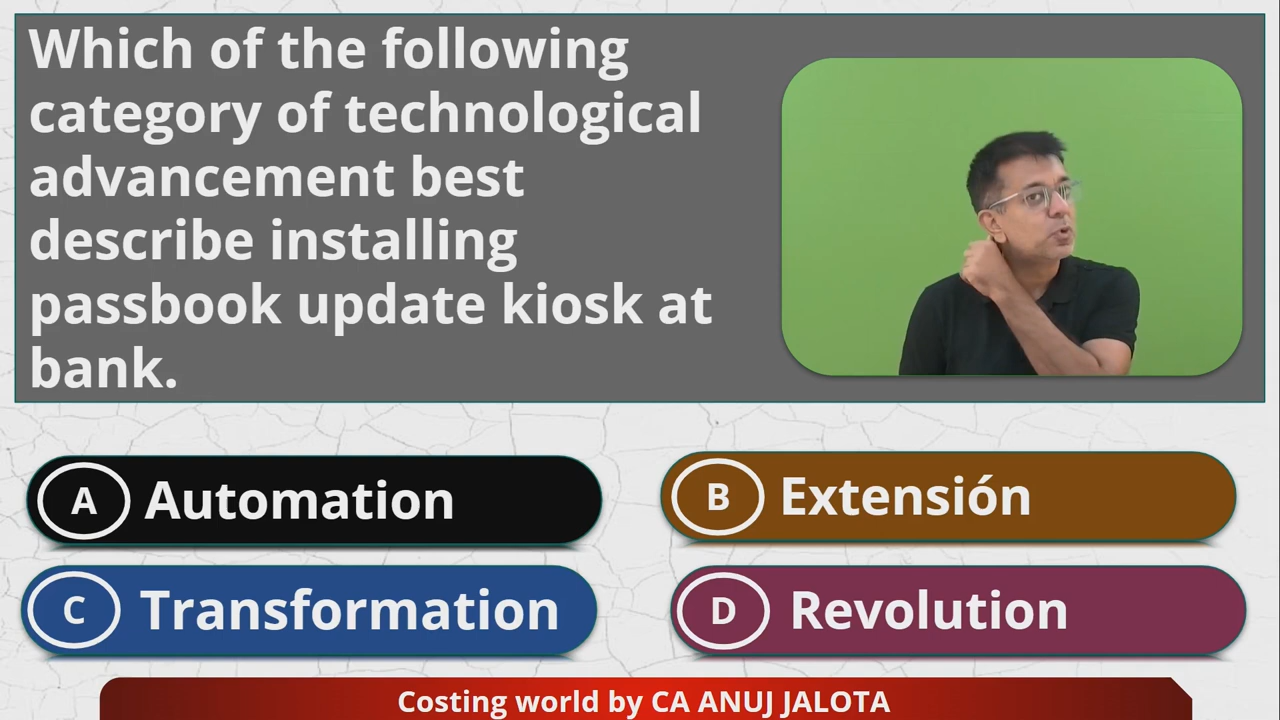 Which of the following
category of technological
advancement best
describe installing
passbook update kiosk at
bank.
A Automation
B Extensión
C Transformation
D Revolution
Costing world by CA ANUJ JALOTA